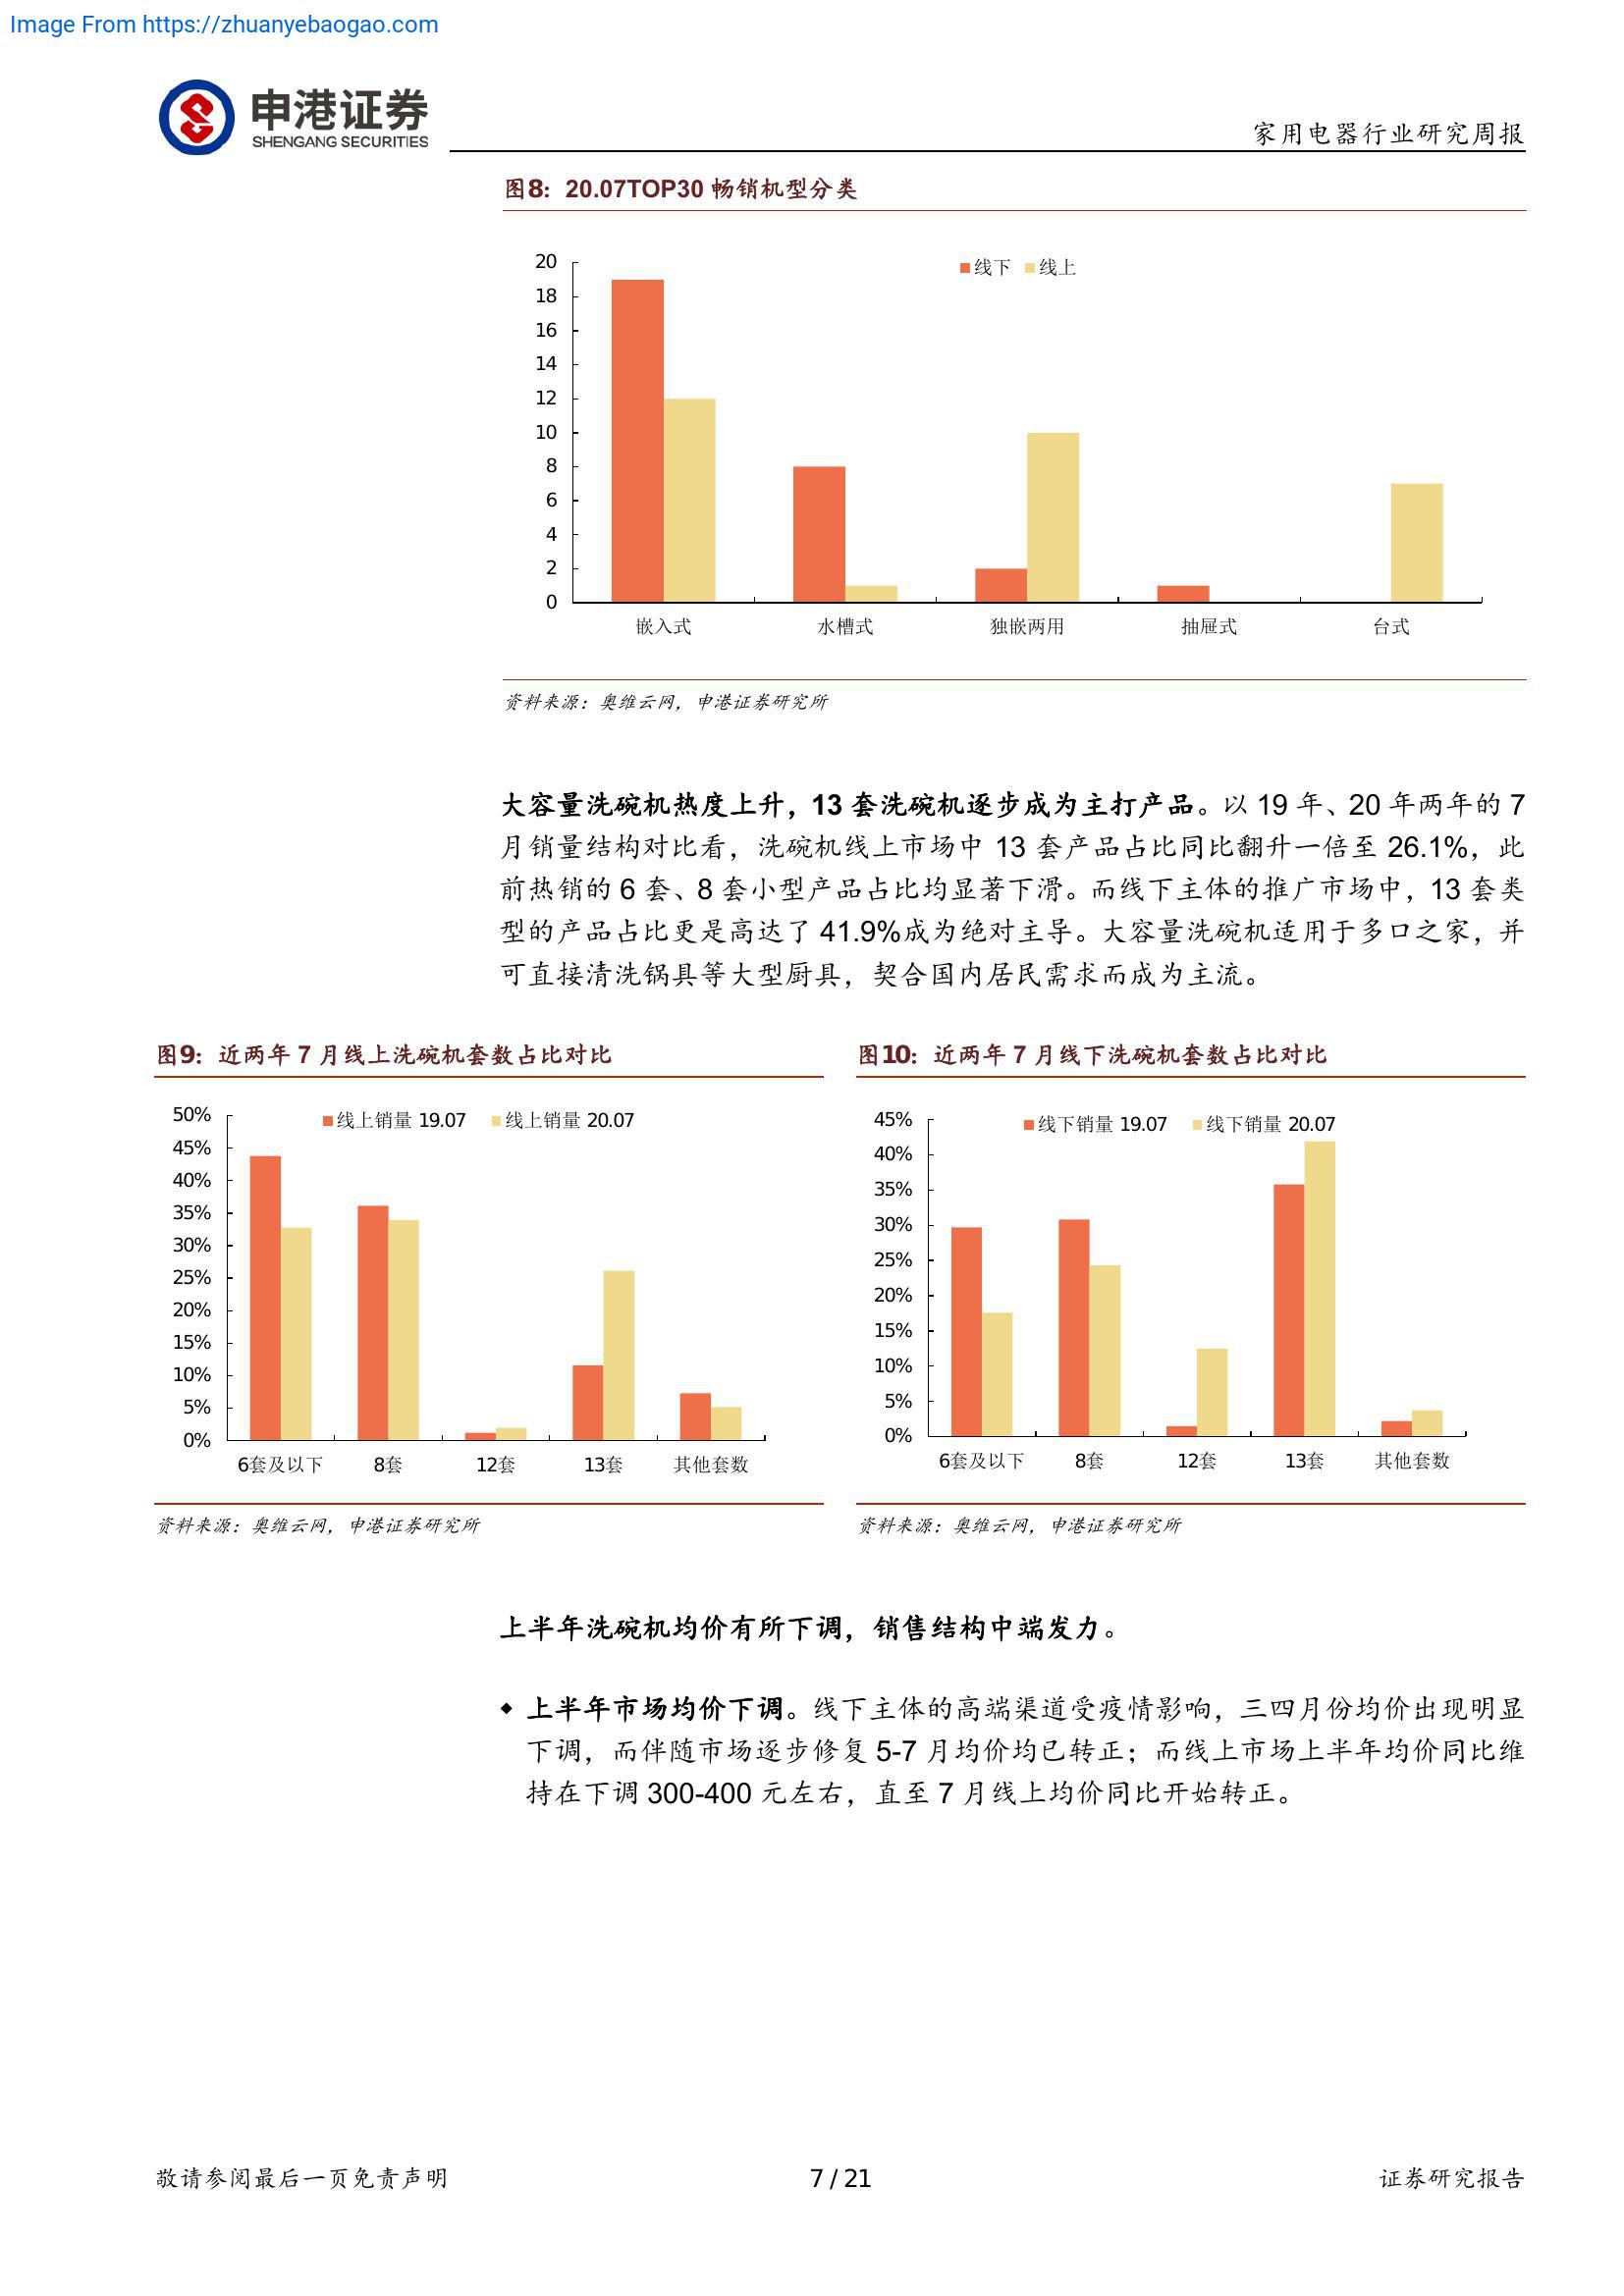 Image From https://zhuanyebaogao.com
申港证券
SHENGANG SECURITIES
家用电器行业研究周报
图8：20.07TOP30 畅销机型分类
线下 线上
20
18
16
14
12
10
8
6
4
2
0
嵌入式 水槽式 独嵌两用 抽屉式 台式
资料来源：奥维云网，申港证券研究所
大容量洗碗机热度上升，13 套洗碗机逐步成为主打产品。以 19 年、20 年两年的 7
月销量结构对比看，洗碗机线上市场中 13 套产品占比同比翻升一倍至 26.1%，此
前热销的 6 套、8 套小型产品占比均显著下滑。而线下主体的推广市场中，13 套类
型的产品占比更是高达了 41.9%成为绝对主导。大容量洗碗机适用于多口之家，并
可直接清洗锅具等大型厨具，契合国内居民需求而成为主流。
图9：近两年 7 月线上洗碗机套数占比对比
线上销量 19.07 线上销量 20.07
50%
45%
40%
35%
30%
25%
20%
15%
10%
5%
0%
6套及以下 8套 12套 13套 其他套数
资料来源：奥维云网，申港证券研究所
图10：近两年 7 月线下洗碗机套数占比对比
线下销量 19.07 线下销量 20.07
45%
40%
35%
30%
25%
20%
15%
10%
5%
0%
6套及以下 8套 12套 13套 其他套数
资料来源：奥维云网，申港证券研究所
上半年洗碗机均价有所下调，销售结构中端发力。
◆ 上半年市场均价下调。线下主体的高端渠道受疫情影响，三四月份均价出现明显
下调，而伴随市场逐步修复 5-7 月均价均已转正；而线上市场上半年均价同比维
持在下调 300-400 元左右，直至 7 月线上均价同比开始转正。
敬请参阅最后一页免责声明
7 / 21
证券研究报告